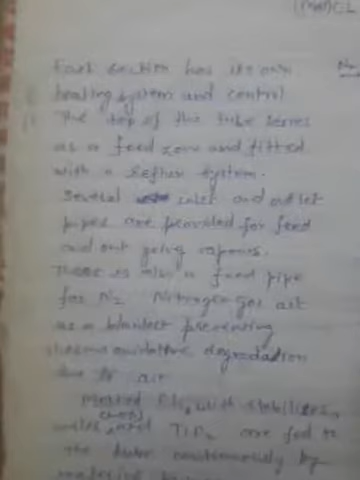 Each section has its own
heating system and control
The top of the tube serves
as a feed zone and fitted
with a reflux system.
Several inlet and outlet
pipes are provided for feed
and out going vapours.
There is also a feed pipe
for N2. Nitrogen gas act
as a blanket preventing
thermo oxidative degradation
due to air
Melted with stabilizer,
and TiO2 are fed to
the tube continuously by